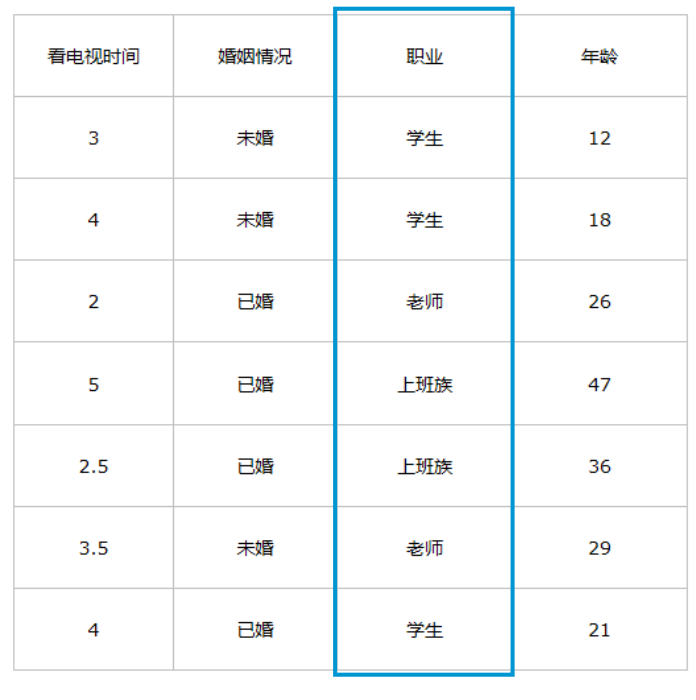 看电视时间 婚姻情况 职业 年龄
3 未婚 学生 12
4 未婚 学生 18
2 已婚 老师 26
5 已婚 上班族 47
2.5 已婚 上班族 36
3.5 未婚 老师 29
4 已婚 学生 21